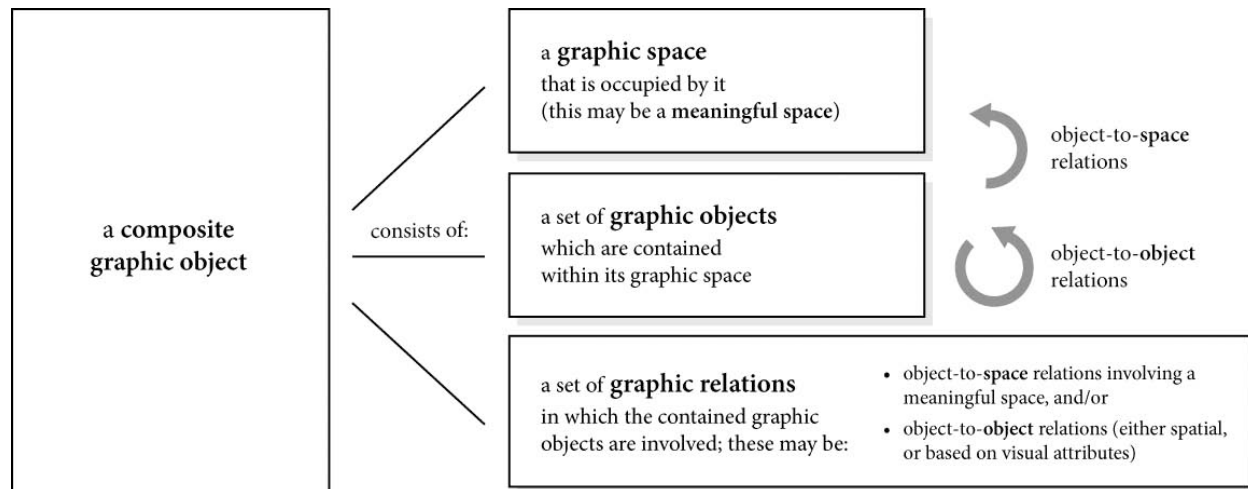 a composite
graphic object
consists of:
a graphic space
that is occupied by it
(this may be a meaningful space)
object-to-space
relations
a set of graphic objects
which are contained
within its graphic space
object-to-object
relations
a set of graphic relations
in which the contained graphic
objects are involved; these may be:
• object-to-space relations involving a
meaningful space, and/or
• object-to-object relations (either spatial,
or based on visual attributes)